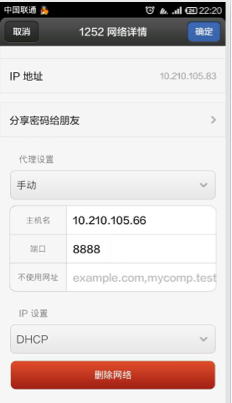 中国联通 22:20
取消 1252 网络详情 确定
IP 地址 10.210.105.83
分享密码给朋友
代理设置
手动
主机名 10.210.105.66
端口 8888
不使用网址 example.com,mycomp.test
IP 设置
DHCP
删除网络